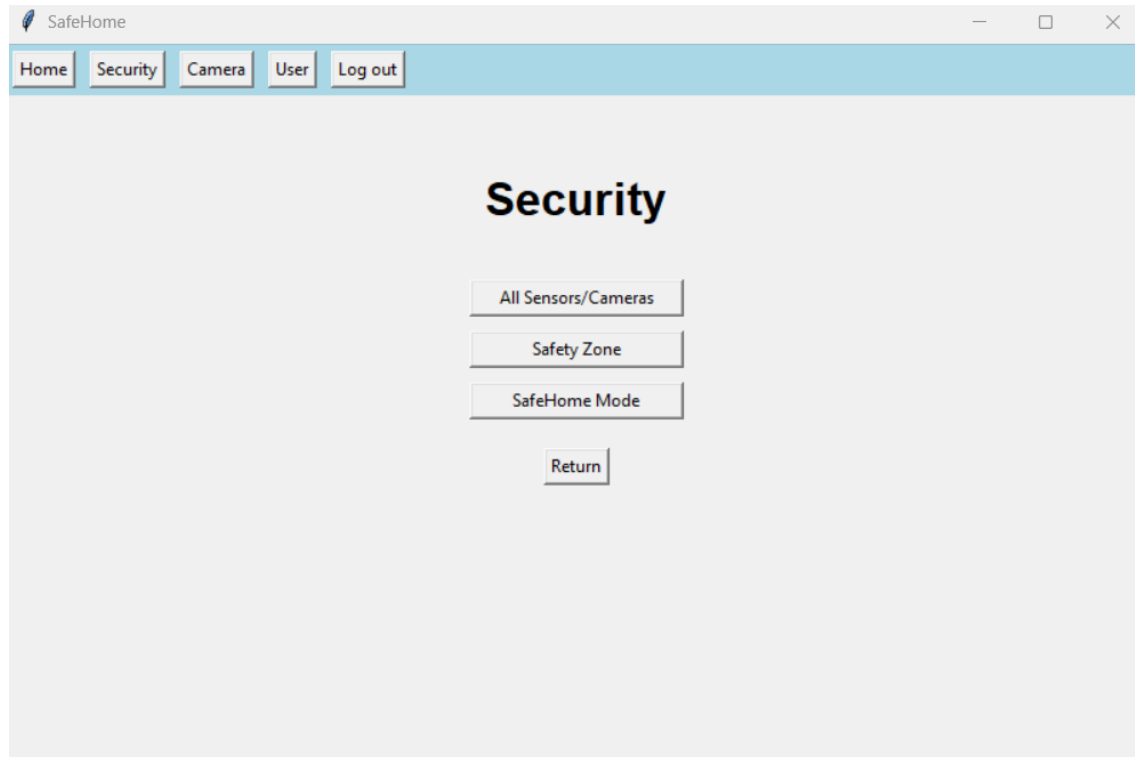 SafeHome
Home Security Camera User Log out
Security
All Sensors/Cameras
Safety Zone
SafeHome Mode
Return